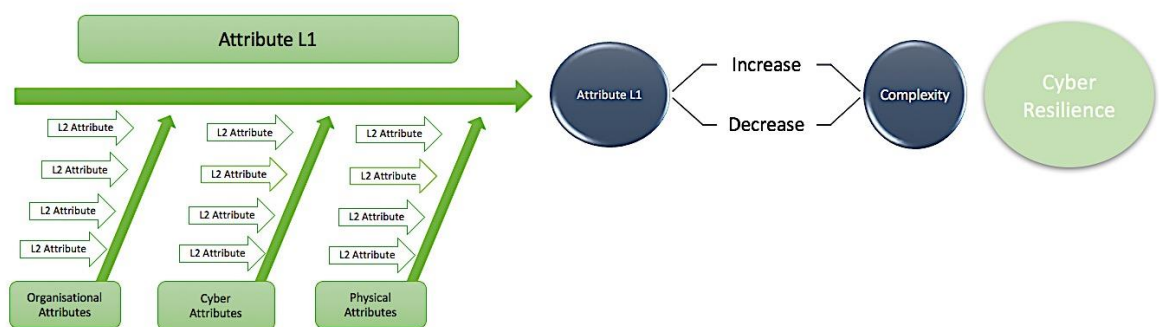 Attribute L1
L2 Attribute
L2 Attribute
L2 Attribute
L2 Attribute
Organisational
Attributes
L2 Attribute
L2 Attribute
L2 Attribute
L2 Attribute
Cyber
Attributes
L2 Attribute
L2 Attribute
L2 Attribute
L2 Attribute
Physical
Attributes
Attribute L1
Increase
Decrease
Complexity
Cyber
Resilience